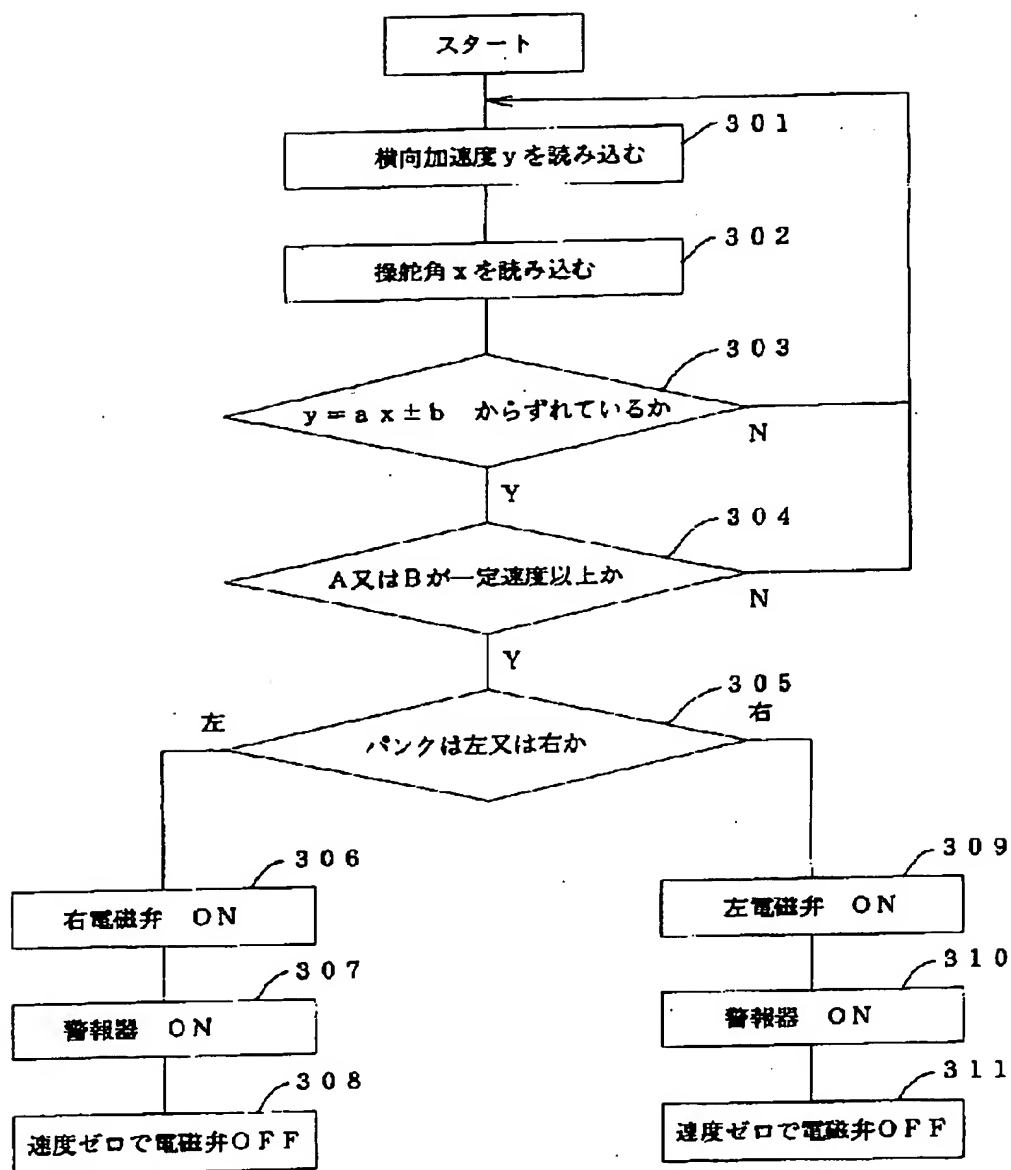 スタート
301
横向加速度yを読み込む
302
操舵角xを読み込む
303
y=ax±b からずれているか
N
Y
304
A又はBが一定速度以上か
N
Y
305
左
右
パンクは左又は右か
306
右電磁弁 ON
309
左電磁弁 ON
307
警報器 ON
310
警報器 ON
308
速度ゼロで電磁弁OFF
311
速度ゼロで電磁弁OFF